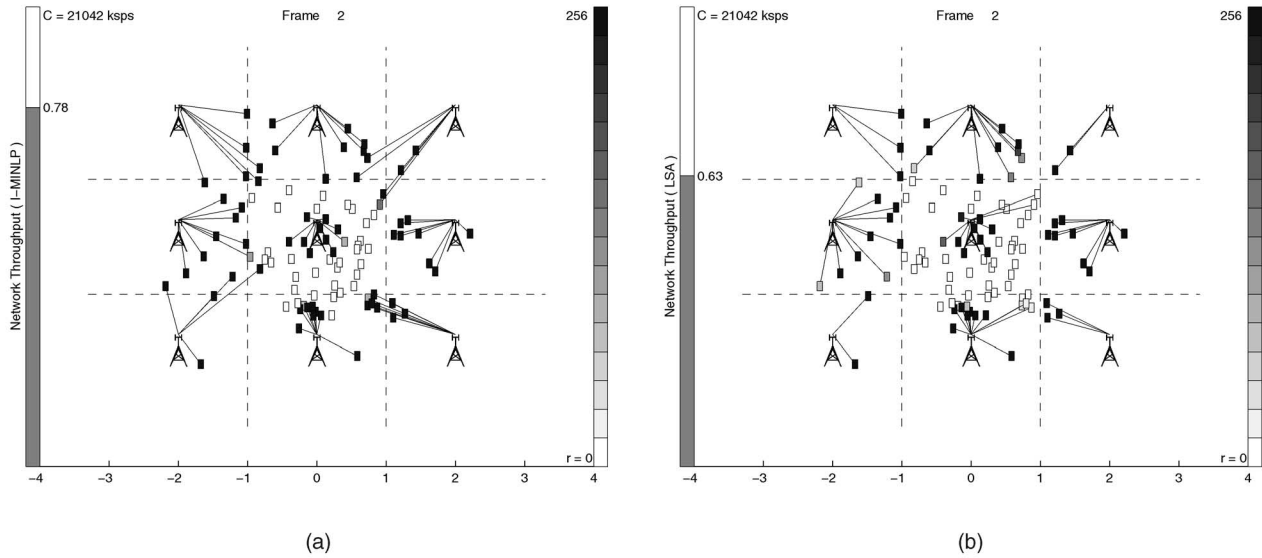 C = 21042 ksps Frame 2 256
0.78
Network Throughput ( I−MINLP )
r = 0
−4 −3 −2 −1 0 1 2 3 4
(a)
C = 21042 ksps Frame 2 256
0.63
Network Throughput ( LSA )
r = 0
−4 −3 −2 −1 0 1 2 3 4
(b)